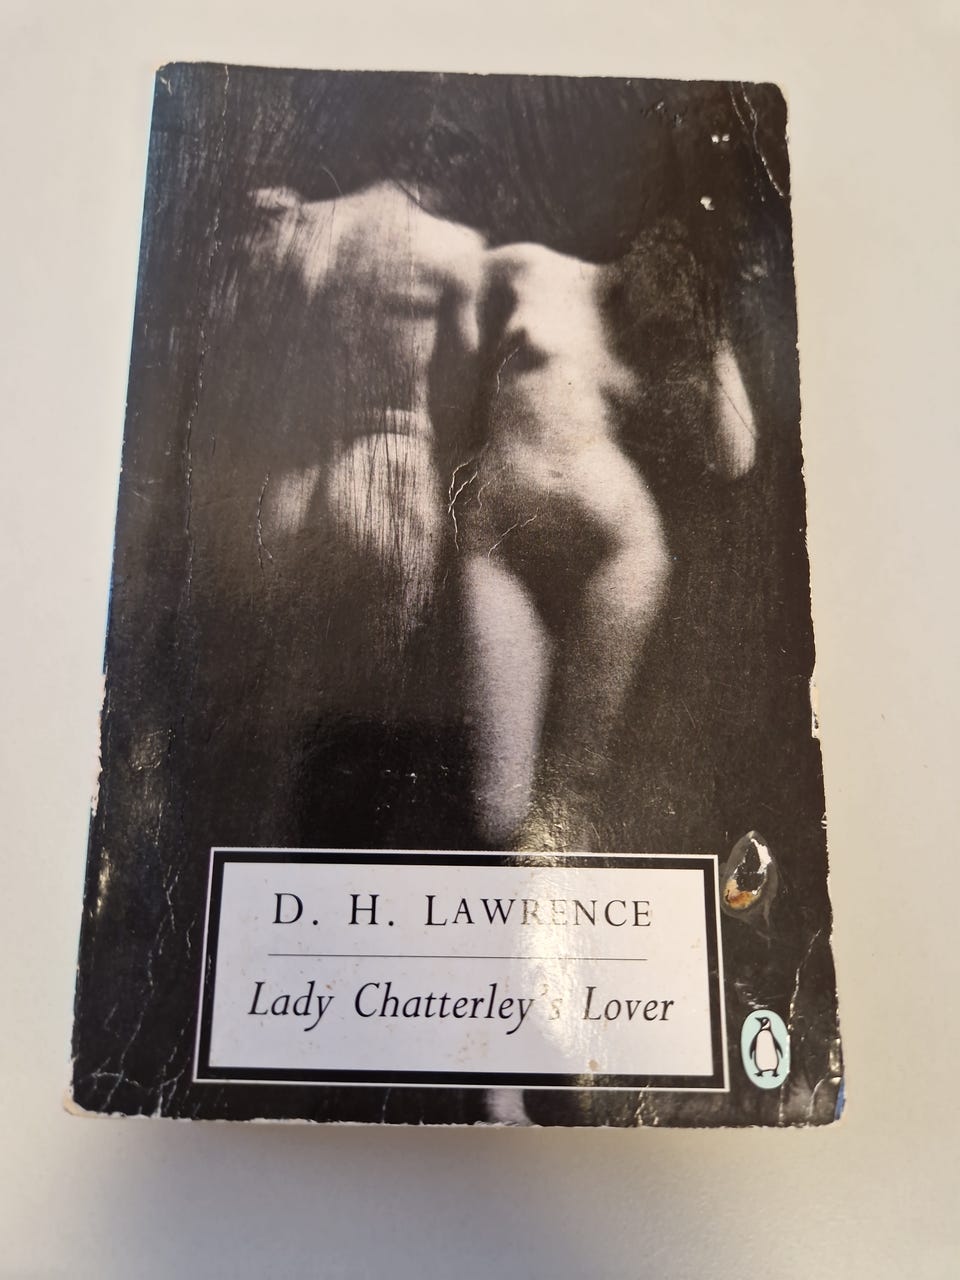 D. H. LAWRENCE
Lady Chatterley's Lover